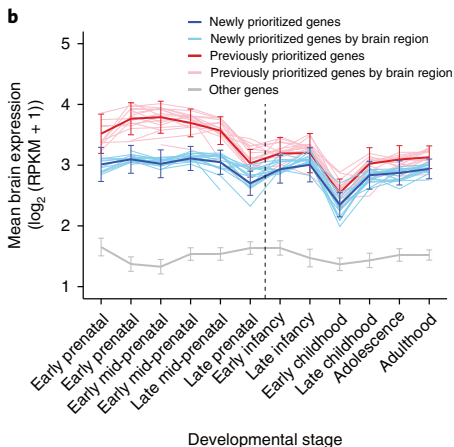 b
Newly prioritized genes
Newly prioritized genes by brain region
Previously prioritized genes
Previously prioritized genes by brain region
Other genes
Mean brain expression
(log2 (RPKM + 1))
5
4
3
2
1
Early prenatal
Early prenatal
Early mid-prenatal
Early mid-prenatal
Late mid-prenatal
Late prenatal
Early infancy
Late infancy
Early childhood
Late childhood
Adolescence
Adulthood
Developmental stage